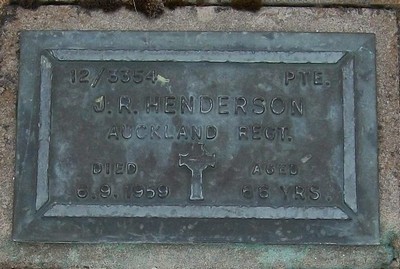 12/3354 PTE.
J. R. HENDERSON
AUCKLAND REGT.
DIED AGED
6.9.1959 66 YRS.